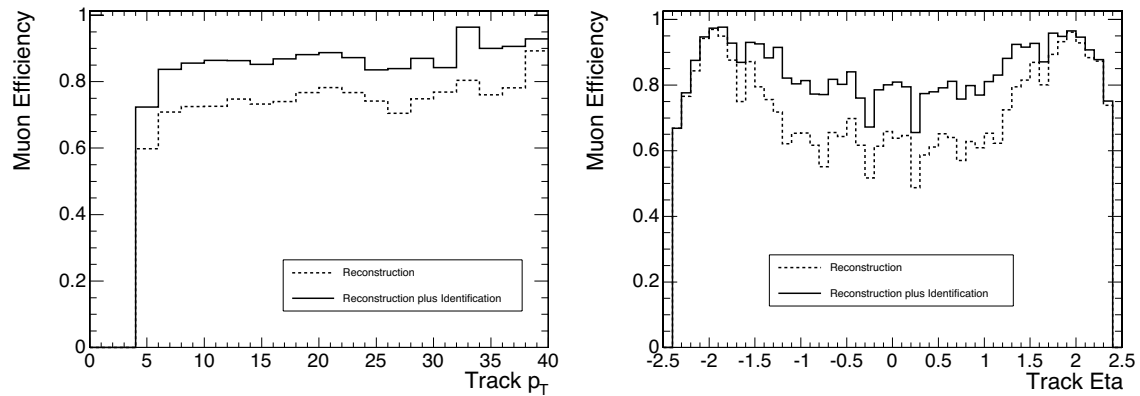 Muon Efficiency
1
0.8
0.6
0.4
0.2
0
Reconstruction
Reconstruction plus Identification
0 5 10 15 20 25 30 35 40
Track pT
Muon Efficiency
1
0.8
0.6
0.4
0.2
0
Reconstruction
Reconstruction plus Identification
-2.5 -2 -1.5 -1 -0.5 0 0.5 1 1.5 2 2.5
Track Eta